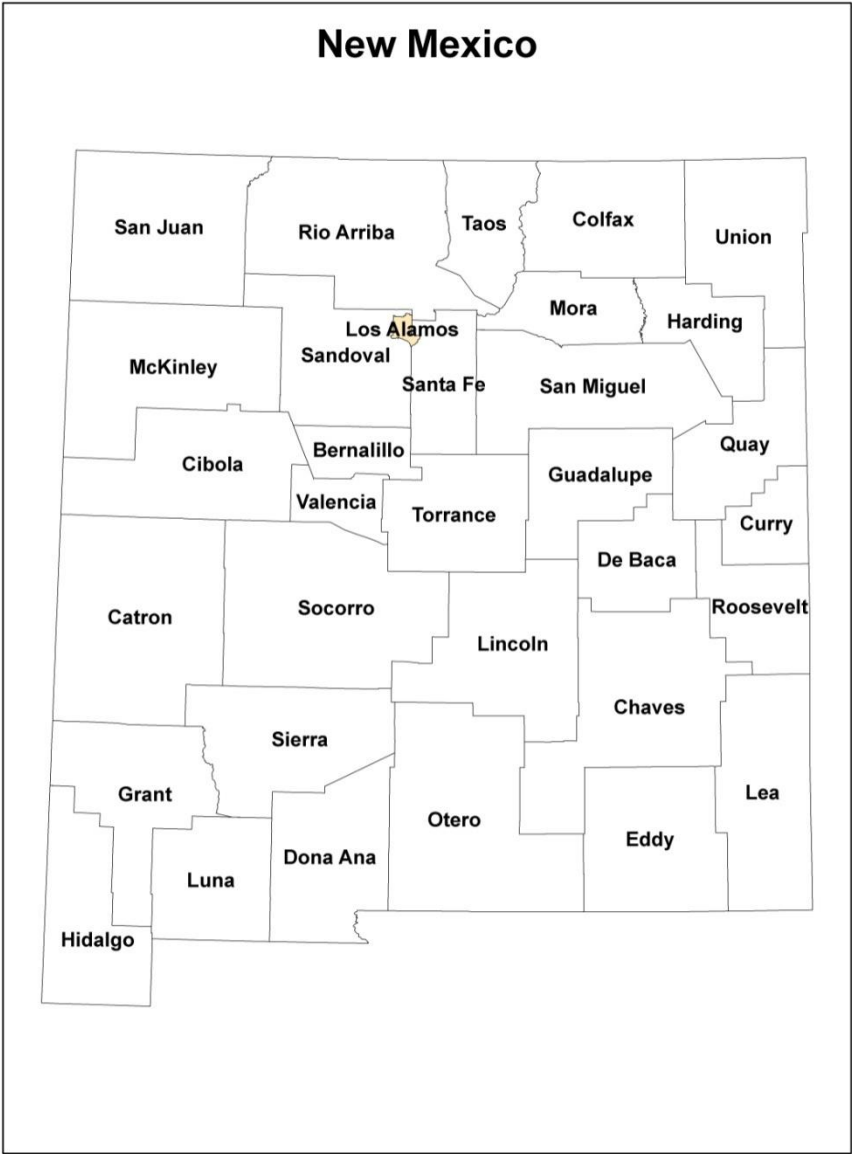 New Mexico
San Juan
Rio Arriba
Taos
Colfax
Union
Mora
Harding
Los Alamos
Sandoval
McKinley
Santa Fe
San Miguel
Quay
Bernalillo
Cibola
Guadalupe
Valencia
Torrance
Curry
De Baca
Roosevelt
Catron
Socorro
Lincoln
Chaves
Sierra
Grant
Lea
Otero
Eddy
Dona Ana
Luna
Hidalgo